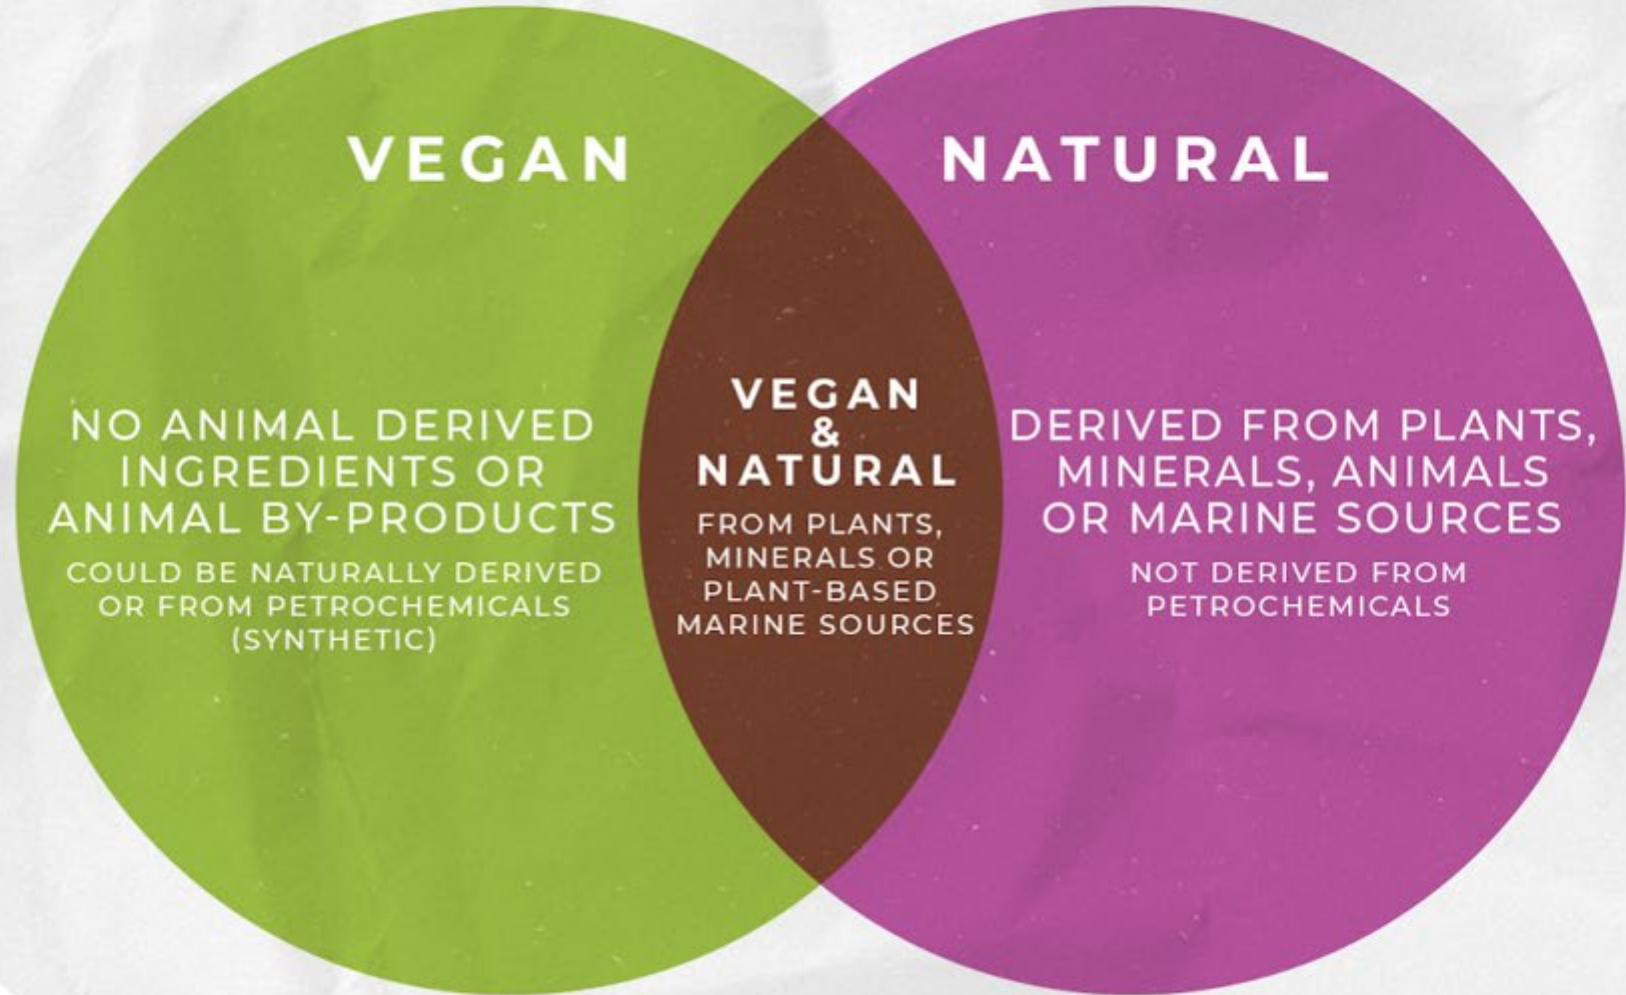 VEGAN
NO ANIMAL DERIVED
INGREDIENTS OR
ANIMAL BY-PRODUCTS
COULD BE NATURALLY DERIVED
OR FROM PETROCHEMICALS
(SYNTHETIC)
VEGAN
&
NATURAL
FROM PLANTS,
MINERALS OR
PLANT-BASED
MARINE SOURCES
NATURAL
DERIVED FROM PLANTS,
MINERALS, ANIMALS
OR MARINE SOURCES
NOT DERIVED FROM
PETROCHEMICALS